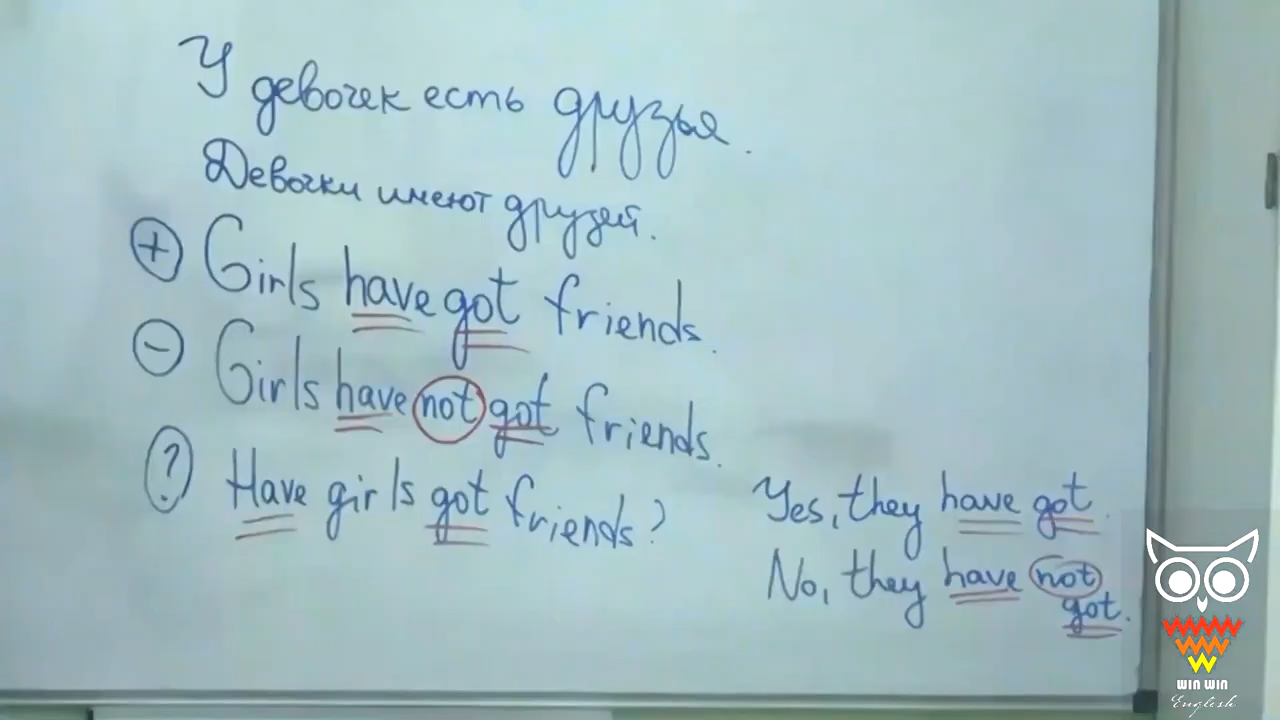 У девочек есть друзья.
Девочки имеют друзей.
+ Girls have got friends.
- Girls have not got friends.
? Have girls got friends?
Yes, they have got.
No, they have not
got.
WIN WIN
English